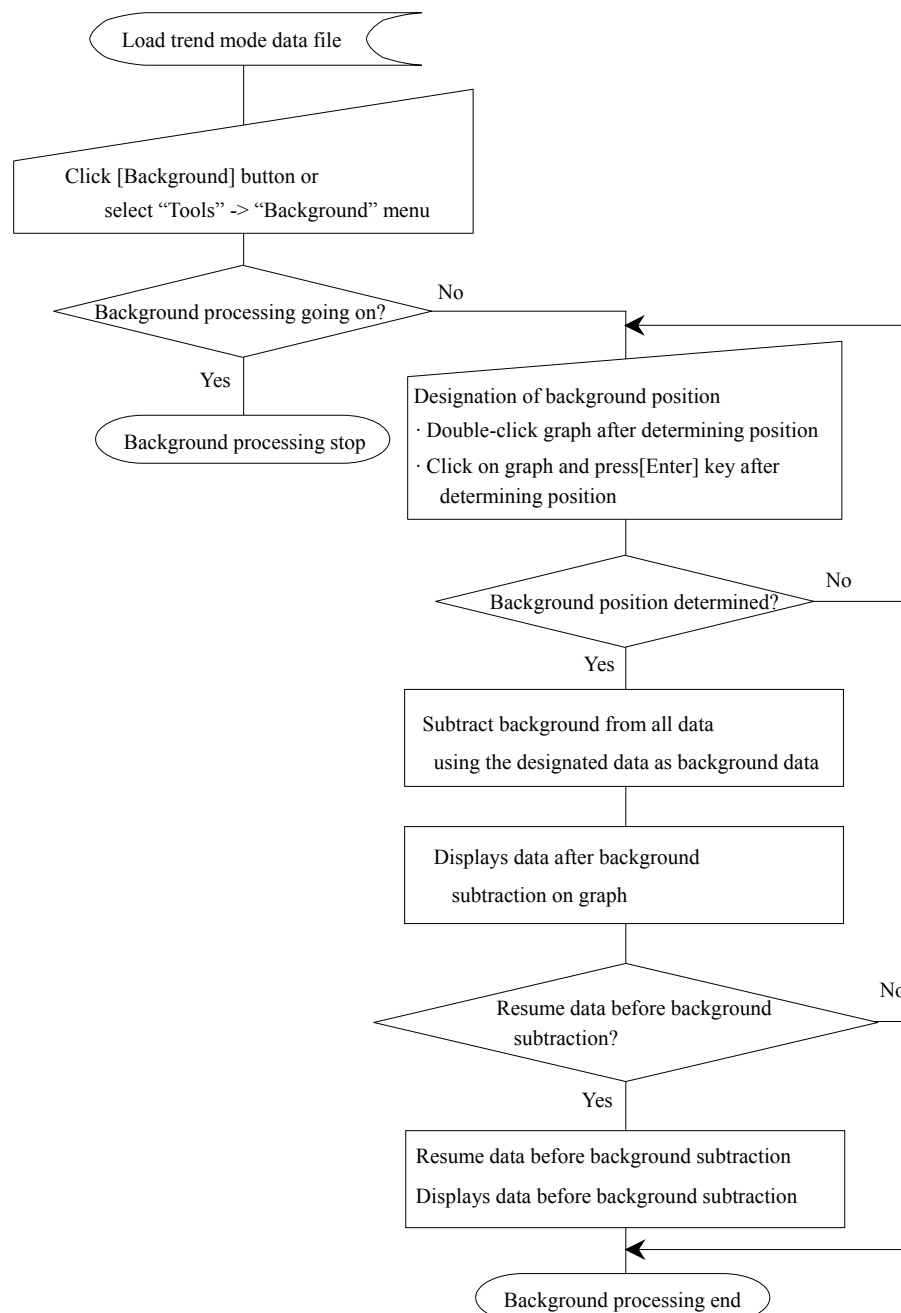 Load trend mode data file
Click [Background] button or
select “Tools” -> “Background” menu
Background processing going on?
No
Yes
Background processing stop
Designation of background position
· Double-click graph after determining position
· Click on graph and press[Enter] key after
determining position
Background position determined?
No
Yes
Subtract background from all data
using the designated data as background data
Displays data after background
subtraction on graph
Resume data before background
subtraction?
No
Yes
Resume data before background subtraction
Displays data before background subtraction
Background processing end